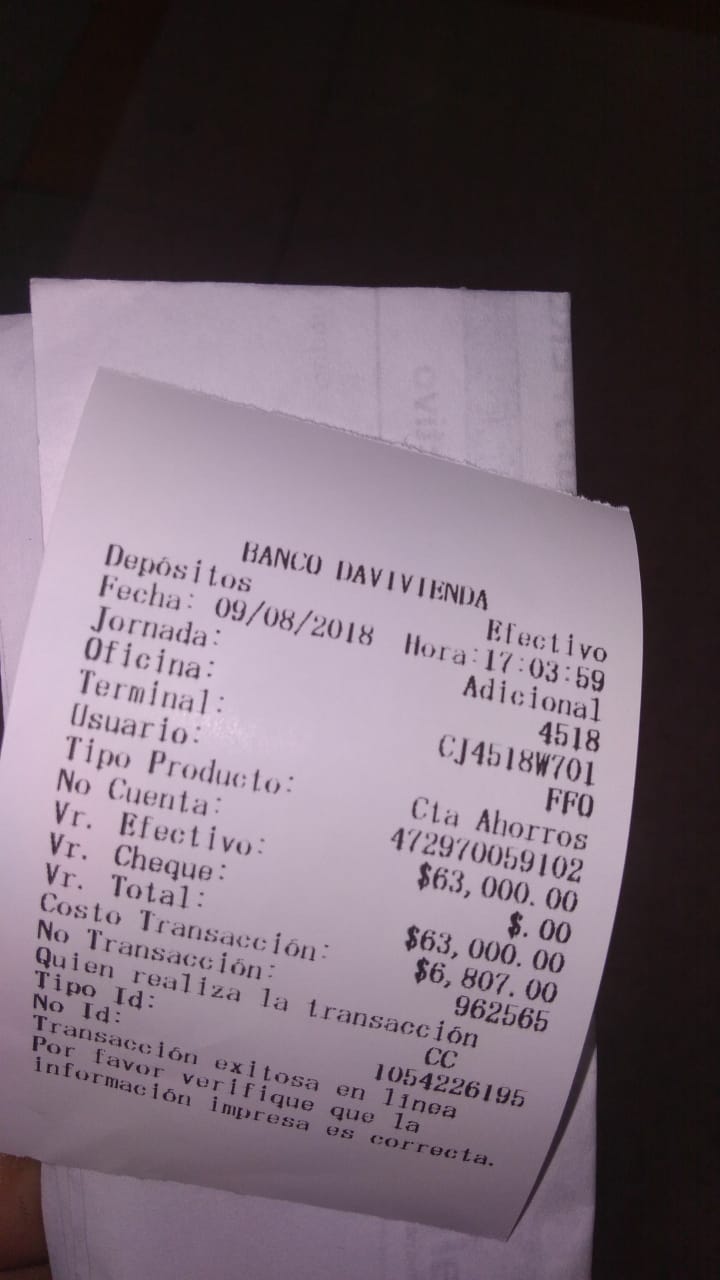 BANCO DAVIVIENDA
Depósitos Efectivo
Fecha: 09/08/2018 Hora:17:03:59
Jornada: Adicional
Oficina: 4518
Terminal: CJ4518W701
Usuario: FFO
Tipo Producto: Cta Ahorros
No Cuenta: 472970059102
Vr. Efectivo: $63,000.00
Vr. Cheque: $.00
Vr. Total: $63,000.00
Costo Transacción: $6,807.00
No Transacción: 962565
Quien realiza la transacción
Tipo Id: CC
No Id: 1054226195
Transacción exitosa en línea
Por favor verifique que la
información impresa es correcta.